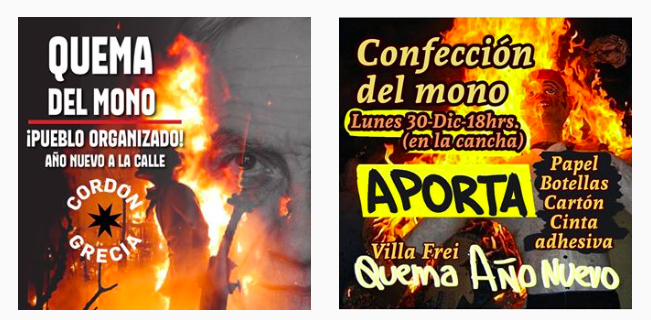 QUEMA
DEL MONO
¡PUEBLO ORGANIZADO!
AÑO NUEVO A LA CALLE
CORDON
GRECIA
Confección
del mono
Lunes 30-Dic-18hrs.
(en la cancha)
APORTA
Papel
Botellas
Cartón
Cinta
adhesiva
Villa Frei
Quema AÑO NUEVO